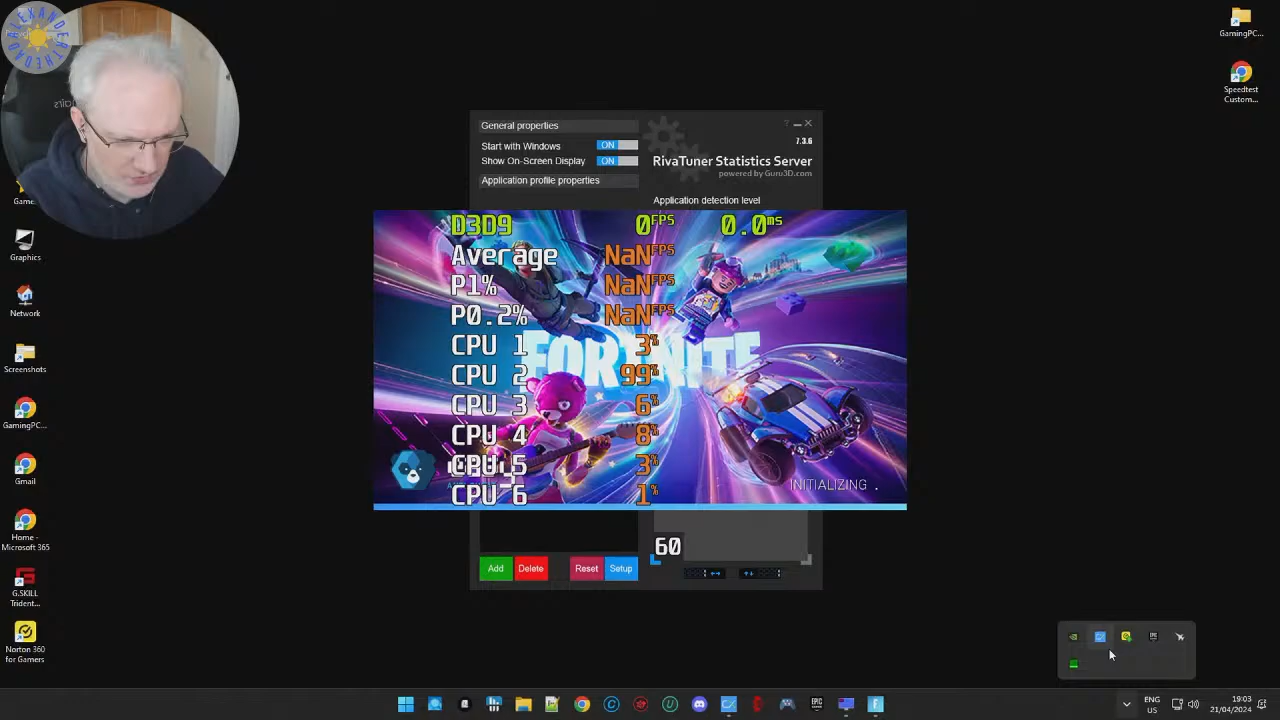 ALEXANDERTHEDAD
GamingPC...
Speedtest
Custom...
Game
Graphics
Network
Screenshots
GamingPC...
Gmail
Home -
Microsoft 365
G.SKILL
Trident...
Norton 360
for Gamers
General properties
Start with Windows
ON
Show On-Screen Display
ON
Application profile properties
?
7.3.6
RivaTuner Statistics Server
powered by Guru3D.com
Application detection level
D3D9 0FPS 0.0ms
Average NaNFPS
P1% NaNFPS
P0.2% NaNFPS
FORTNITE
CPU 1 3%
CPU 2 99%
CPU 3 6%
CPU 4 8%
CPU 5 3%
CPU 6 1%
INITIALIZING .
60
Add
Delete
Reset
Setup
EPIC
ENG
US
19:03
21/04/2024